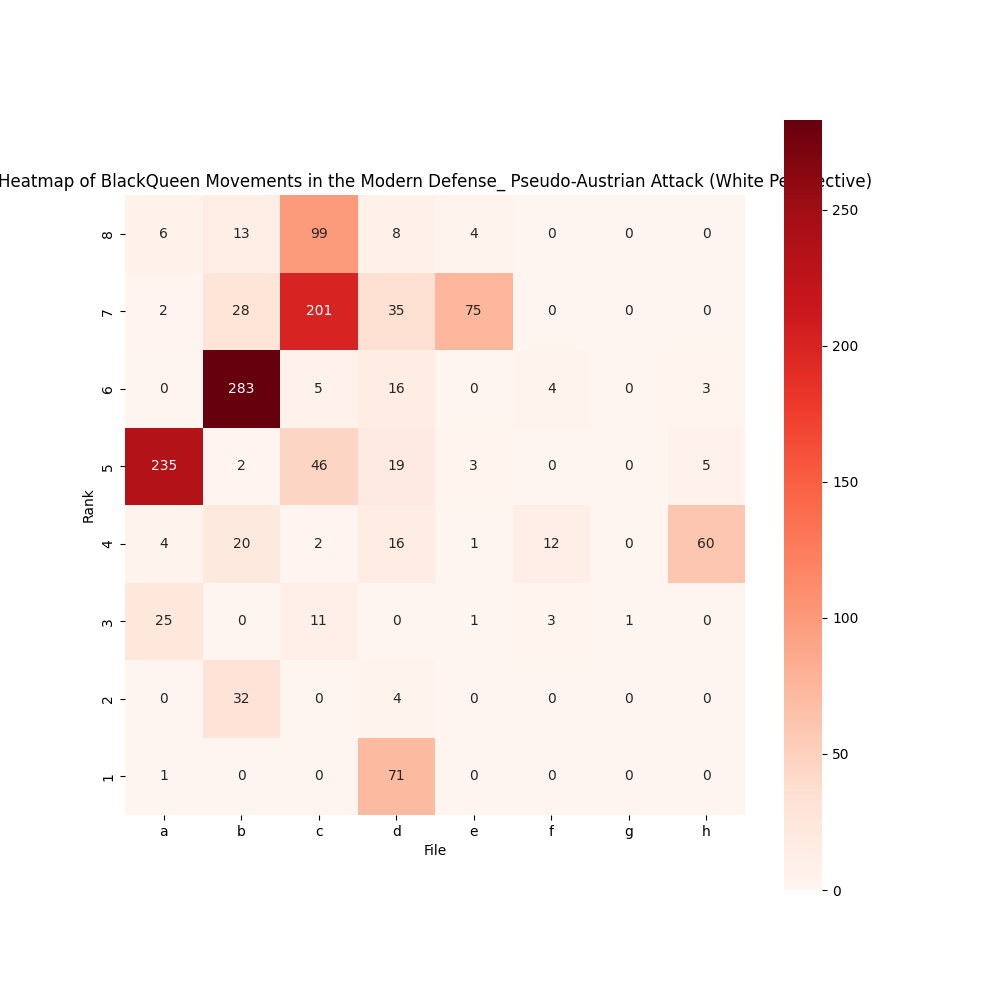 Heatmap of BlackQueen Movements in the Modern Defense_ Pseudo-Austrian Attack (White Perspective)
8 6 13 99 8 4 0 0 0
7 2 28 201 35 75 0 0 0
6 0 283 5 16 0 4 0 3
5 235 2 46 19 3 0 0 5
Rank
4 4 20 2 16 1 12 0 60
3 25 0 11 0 1 3 1 0
2 0 32 0 4 0 0 0 0
1 1 0 0 71 0 0 0 0
a b c d e f g h
File
250
200
150
100
50
0